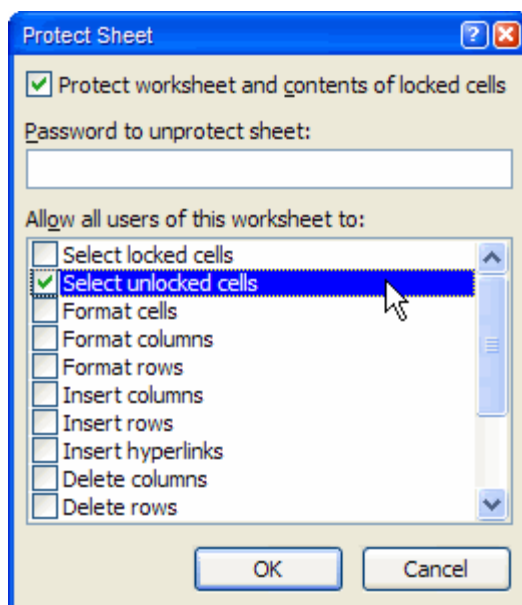 Protect Sheet
Protect worksheet and contents of locked cells
Password to unprotect sheet:
Allow all users of this worksheet to:
Select locked cells
Select unlocked cells
Format cells
Format columns
Format rows
Insert columns
Insert rows
Insert hyperlinks
Delete columns
Delete rows
OK Cancel